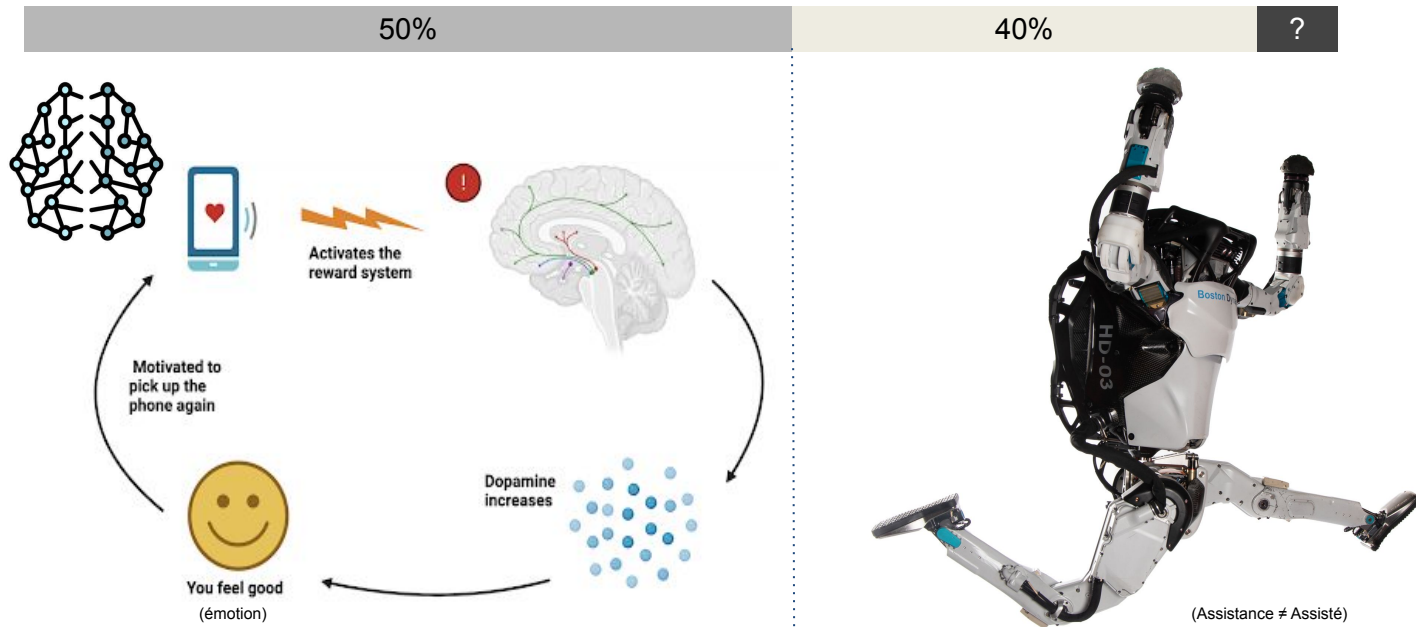 50%
40%
?
!
Activates the
reward system
Motivated to
pick up the
phone again
Dopamine
increases
You feel good
(émotion)
Boston Dy
HD-03
(Assistance ≠ Assisté)